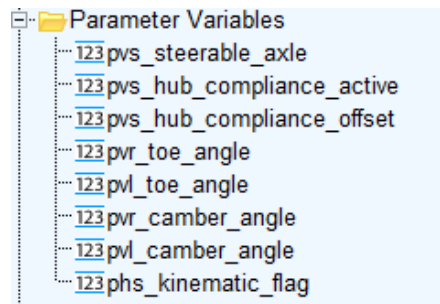 Parameter Variables
123 pvs_steerable_axle
123 pvs_hub_compliance_active
123 pvs_hub_compliance_offset
123 pvr_toe_angle
123 pvl_toe_angle
123 pvr_camber_angle
123 pvl_camber_angle
123 phs_kinematic_flag